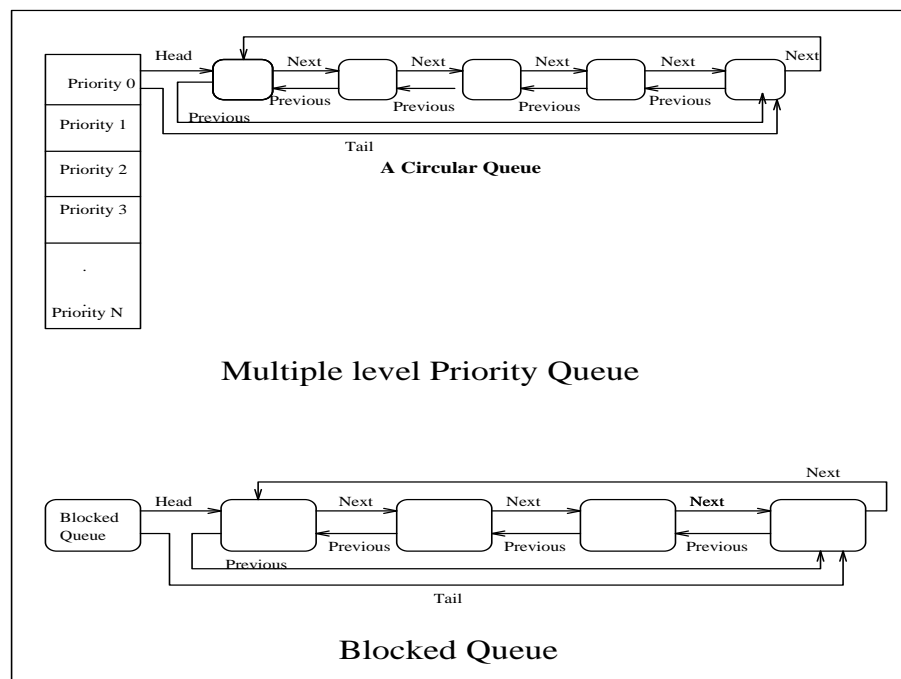 Head
Next
Next
Next
Next
Next
Priority 0
Previous
Previous
Previous
Previous
Previous
Priority 1
Tail
A Circular Queue
Priority 2
Priority 3
.
.
Priority N
Multiple level Priority Queue
Next
Head
Next
Next
Next
Blocked
Queue
Previous
Previous
Previous
Previous
Tail
Blocked Queue